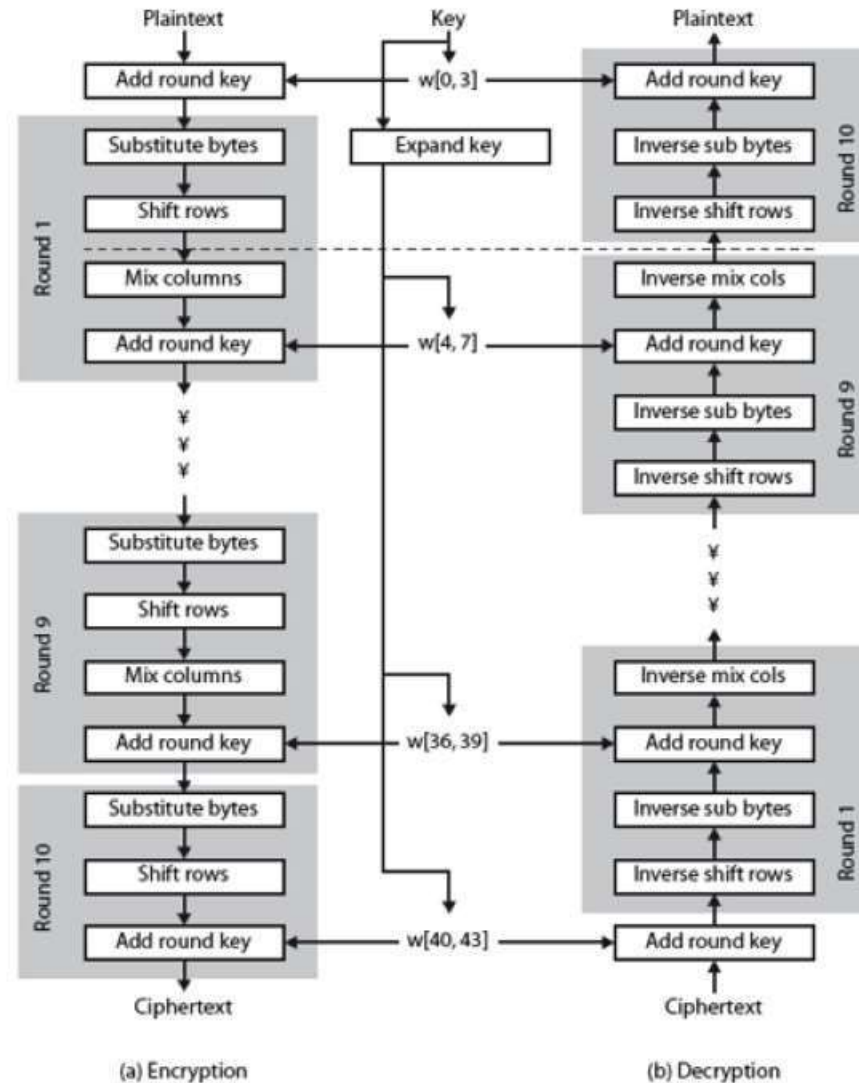 Plaintext
Key
Plaintext
Add round key
w[0, 3]
Add round key
Substitute bytes
Expand key
Inverse sub bytes
Round 10
Shift rows
Inverse shift rows
Round 1
Mix columns
Inverse mix cols
Add round key
w[4, 7]
Add round key
Round 9
¥
¥
¥
Inverse sub bytes
Inverse shift rows
Substitute bytes
¥
¥
¥
Shift rows
Round 9
Mix columns
Inverse mix cols
Add round key
w[36, 39]
Add round key
Substitute bytes
Inverse sub bytes
Round 1
Round 10
Shift rows
Inverse shift rows
Add round key
w[40, 43]
Add round key
Ciphertext
Ciphertext
(a) Encryption
(b) Decryption